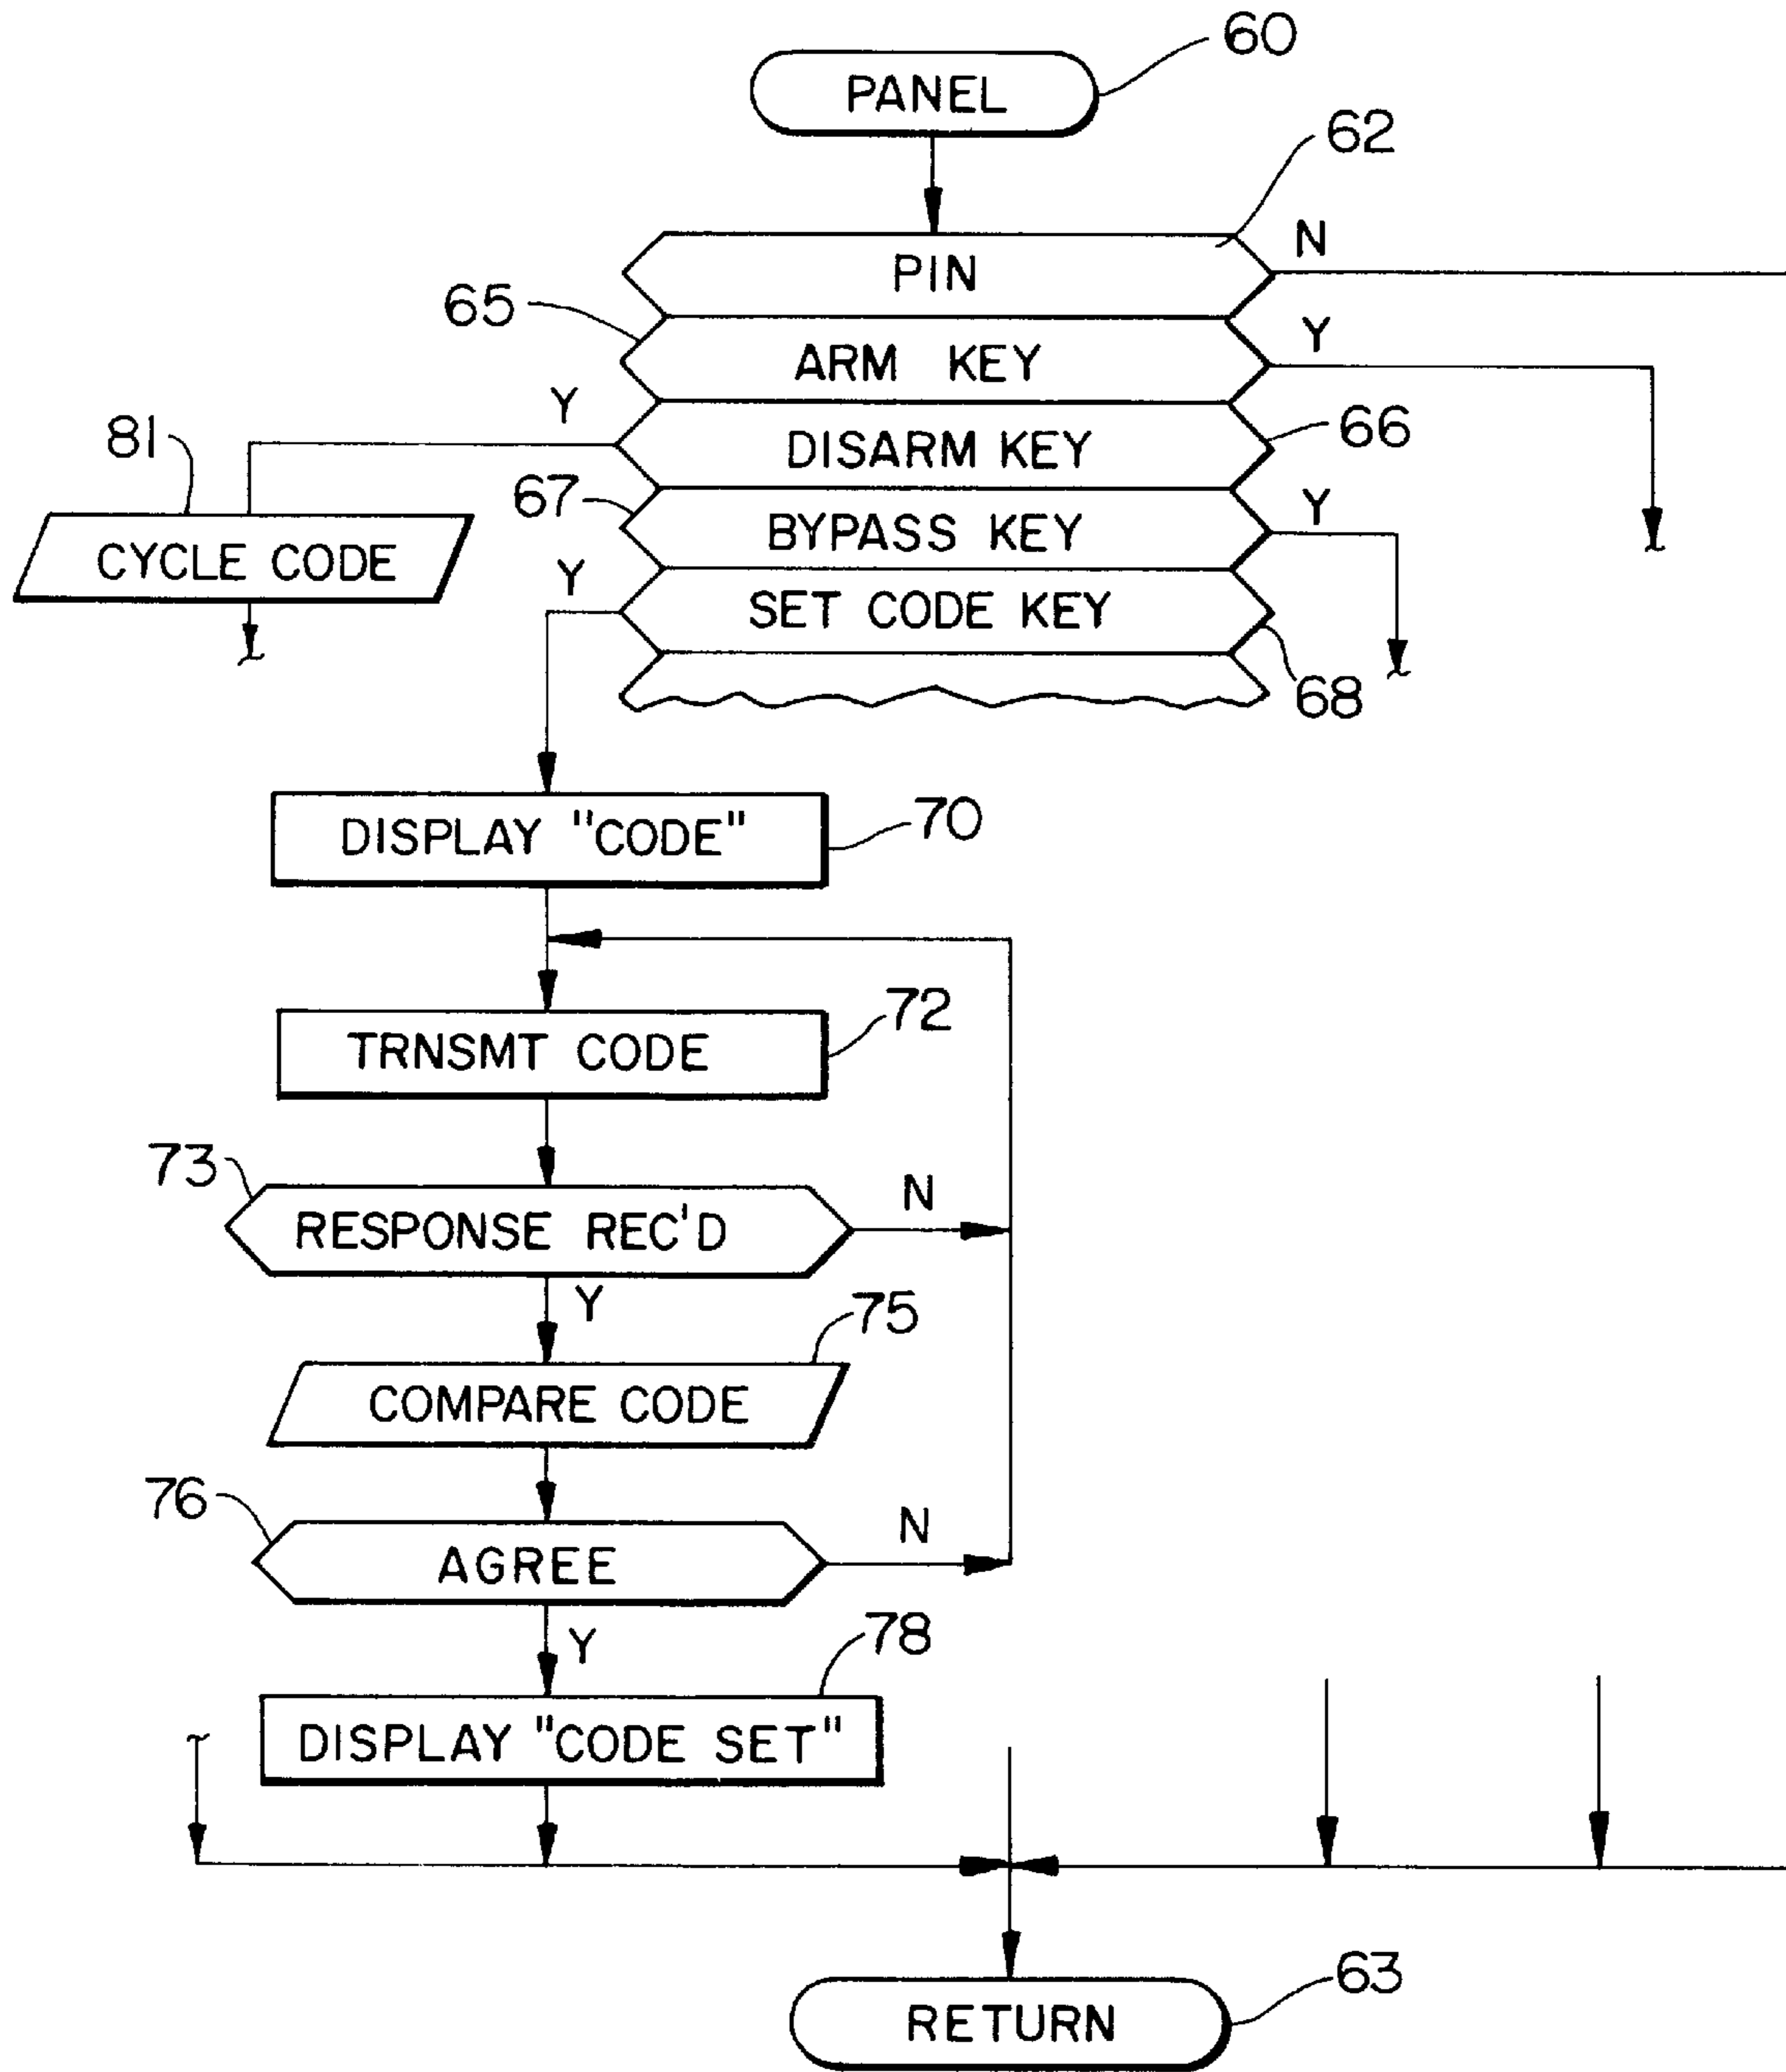 60
PANEL
62
PIN
N
65
ARM KEY
Y
81
Y
DISARM KEY
66
67
CYCLE CODE
BYPASS KEY
Y
Y
SET CODE KEY
68
DISPLAY "CODE"
70
TRNSMT CODE
72
73
RESPONSE REC'D
N
Y
75
COMPARE CODE
76
AGREE
N
Y
78
DISPLAY "CODE SET"
63
RETURN